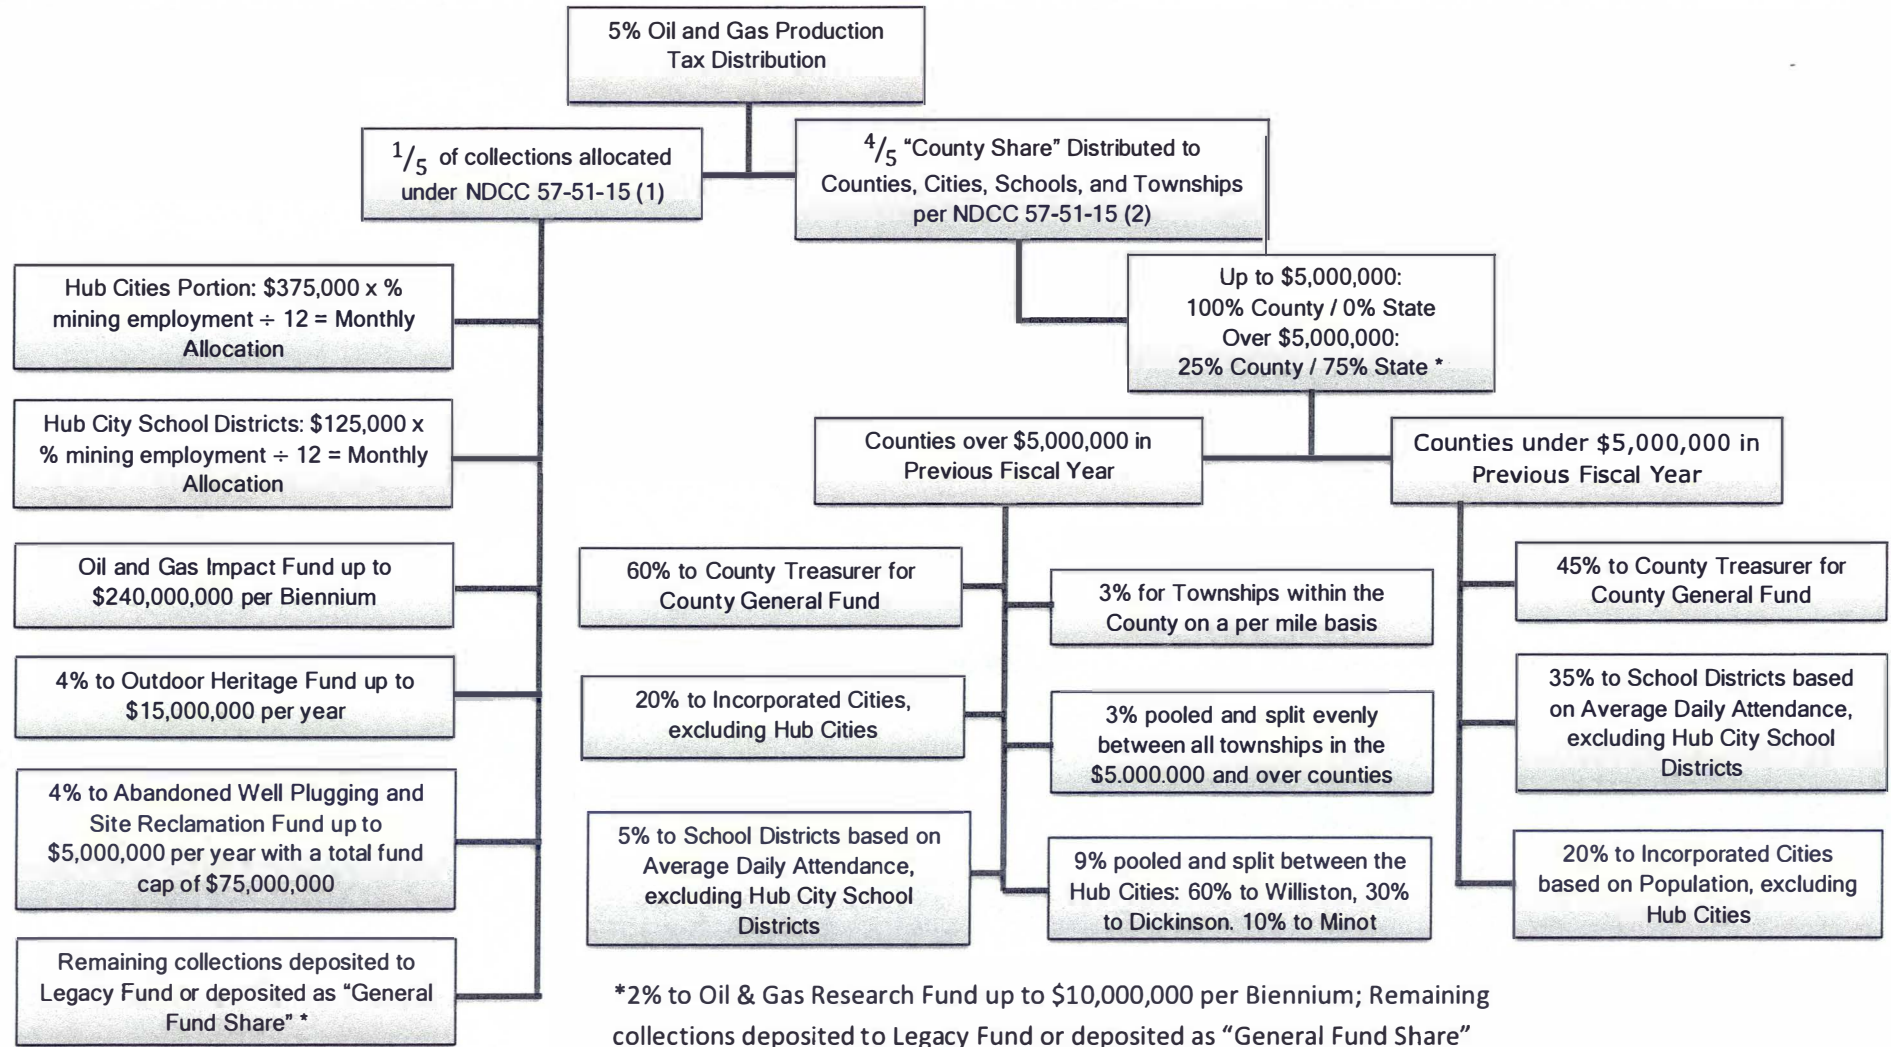 5% Oil and Gas Production
Tax Distribution
1/5 of collections allocated
under NDCC 57-51-15 (1)
4/5 “County Share” Distributed to
Counties, Cities, Schools, and Townships
per NDCC 57-51-15 (2)
Hub Cities Portion: $375,000 x %
mining employment ÷ 12 = Monthly
Allocation
Hub City School Districts: $125,000 x
% mining employment ÷ 12 = Monthly
Allocation
Oil and Gas Impact Fund up to
$240,000,000 per Biennium
4% to Outdoor Heritage Fund up to
$15,000,000 per year
4% to Abandoned Well Plugging and
Site Reclamation Fund up to
$5,000,000 per year with a total fund
cap of $75,000,000
Remaining collections deposited to
Legacy Fund or deposited as “General
Fund Share” *
Up to $5,000,000:
100% County / 0% State
Over $5,000,000:
25% County / 75% State *
Counties over $5,000,000 in
Previous Fiscal Year
60% to County Treasurer for
County General Fund
20% to Incorporated Cities,
excluding Hub Cities
5% to School Districts based on
Average Daily Attendance,
excluding Hub City School
Districts
3% for Townships within the
County on a per mile basis
3% pooled and split evenly
between all townships in the
$5.000.000 and over counties
9% pooled and split between the
Hub Cities: 60% to Williston, 30%
to Dickinson. 10% to Minot
Counties under $5,000,000 in
Previous Fiscal Year
45% to County Treasurer for
County General Fund
35% to School Districts based
on Average Daily Attendance,
excluding Hub City School
Districts
20% to Incorporated Cities
based on Population, excluding
Hub Cities
*2% to Oil & Gas Research Fund up to $10,000,000 per Biennium; Remaining
collections deposited to Legacy Fund or deposited as “General Fund Share”